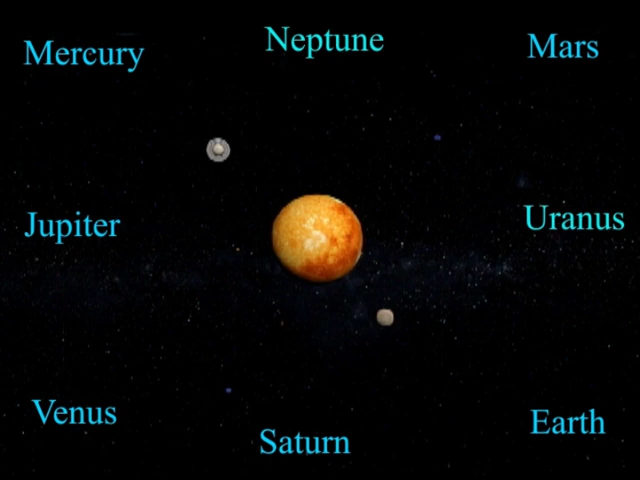 Mercury
Neptune
Mars
Jupiter
Uranus
Venus
Saturn
Earth